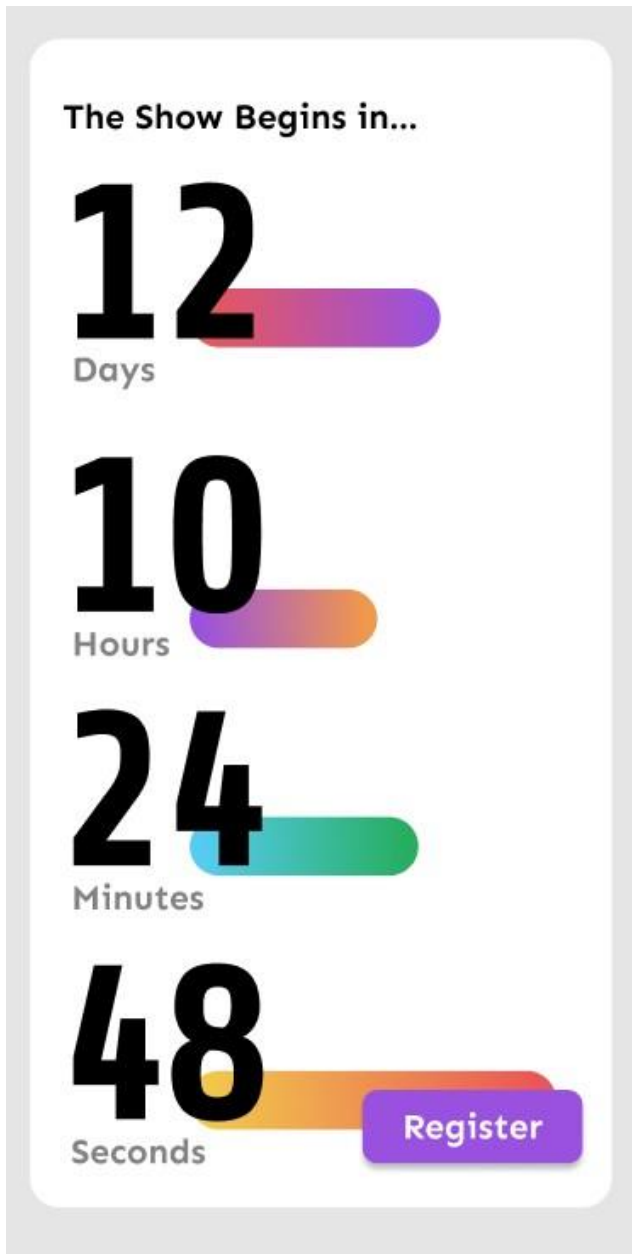 The Show Begins in...
12
Days
10
Hours
24
Minutes
48
Seconds
Register